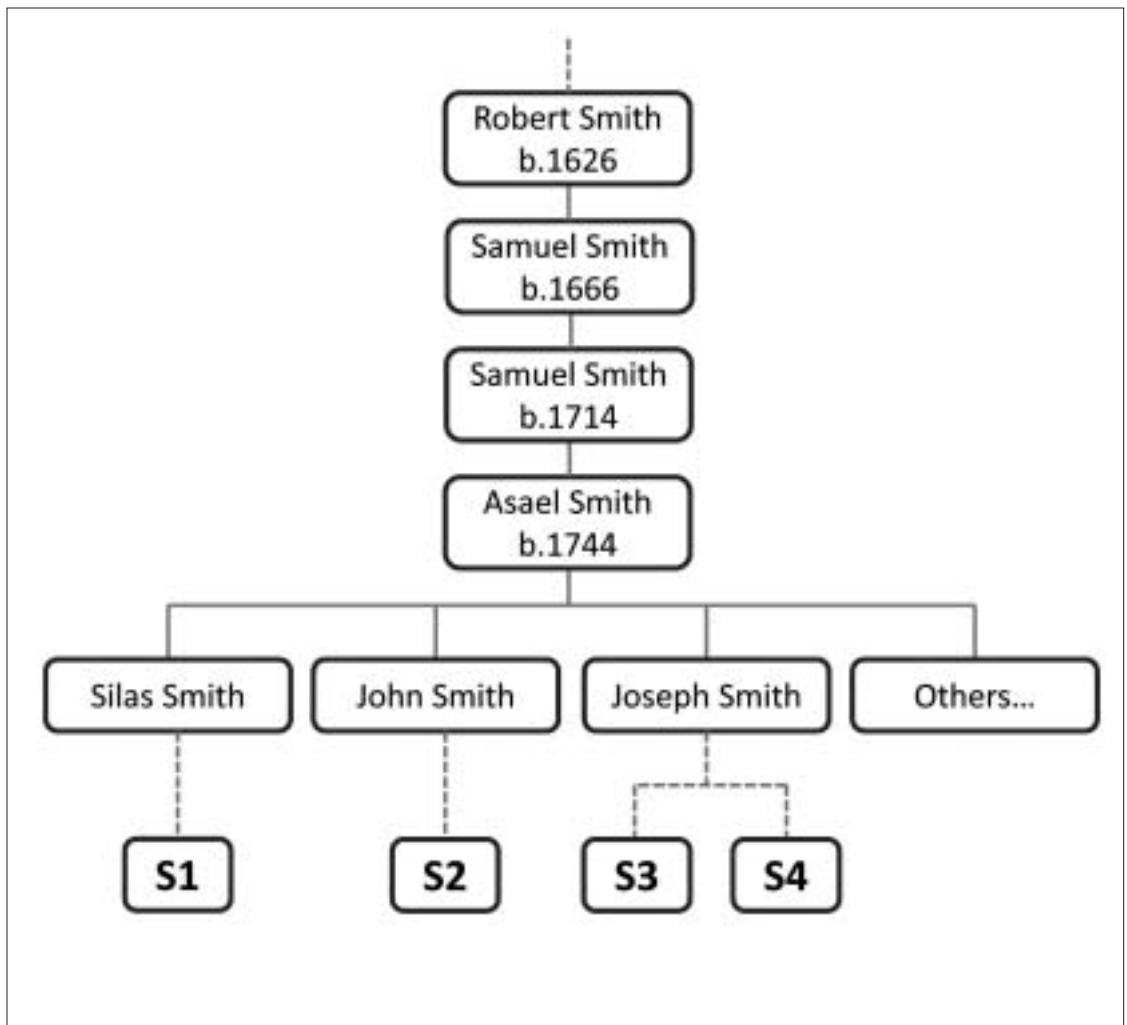 Robert Smith
b.1626
Samuel Smith
b.1666
Samuel Smith
b.1714
Asael Smith
b.1744
Silas Smith
John Smith
Joseph Smith
Others...
S1
S2
S3
S4